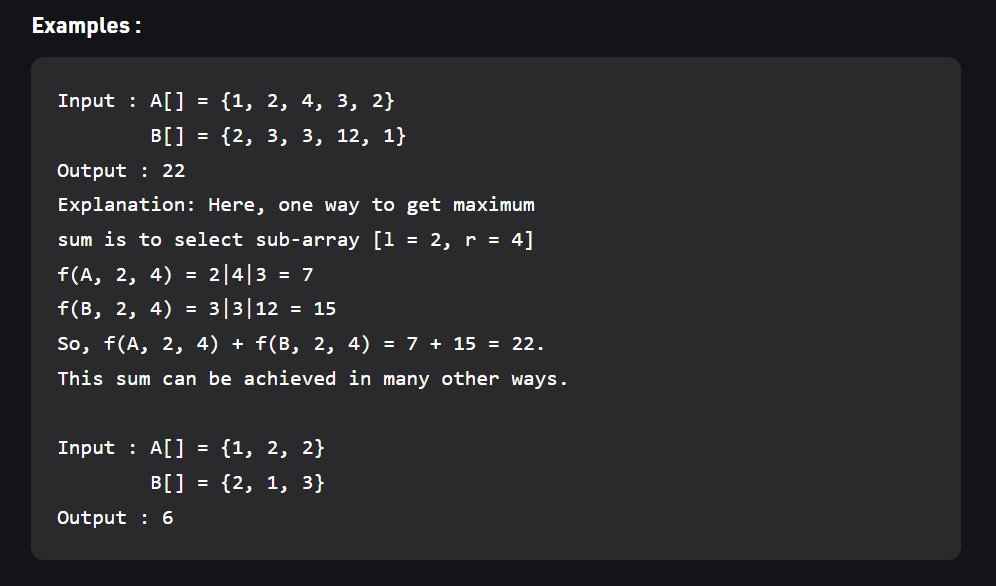 Examples :
Input : A[] = {1, 2, 4, 3, 2}
B[] = {2, 3, 3, 12, 1}
Output : 22
Explanation: Here, one way to get maximum
sum is to select sub-array [l = 2, r = 4]
f(A, 2, 4) = 2|4|3 = 7
f(B, 2, 4) = 3|3|12 = 15
So, f(A, 2, 4) + f(B, 2, 4) = 7 + 15 = 22.
This sum can be achieved in many other ways.
Input : A[] = {1, 2, 2}
B[] = {2, 1, 3}
Output : 6